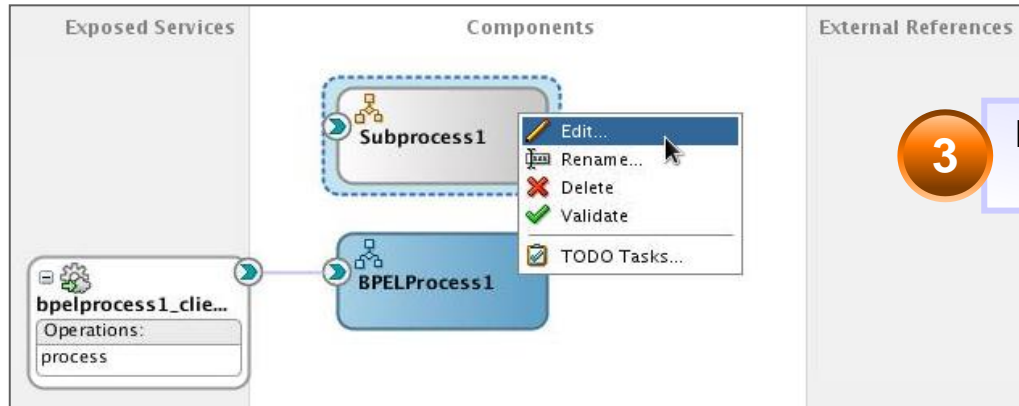 Exposed Services
Components
External References
Subprocess1
Edit...
Rename...
Delete
Validate
TODO Tasks...
BPELProcess1
bpelprocess1_clie...
Operations:
process
3